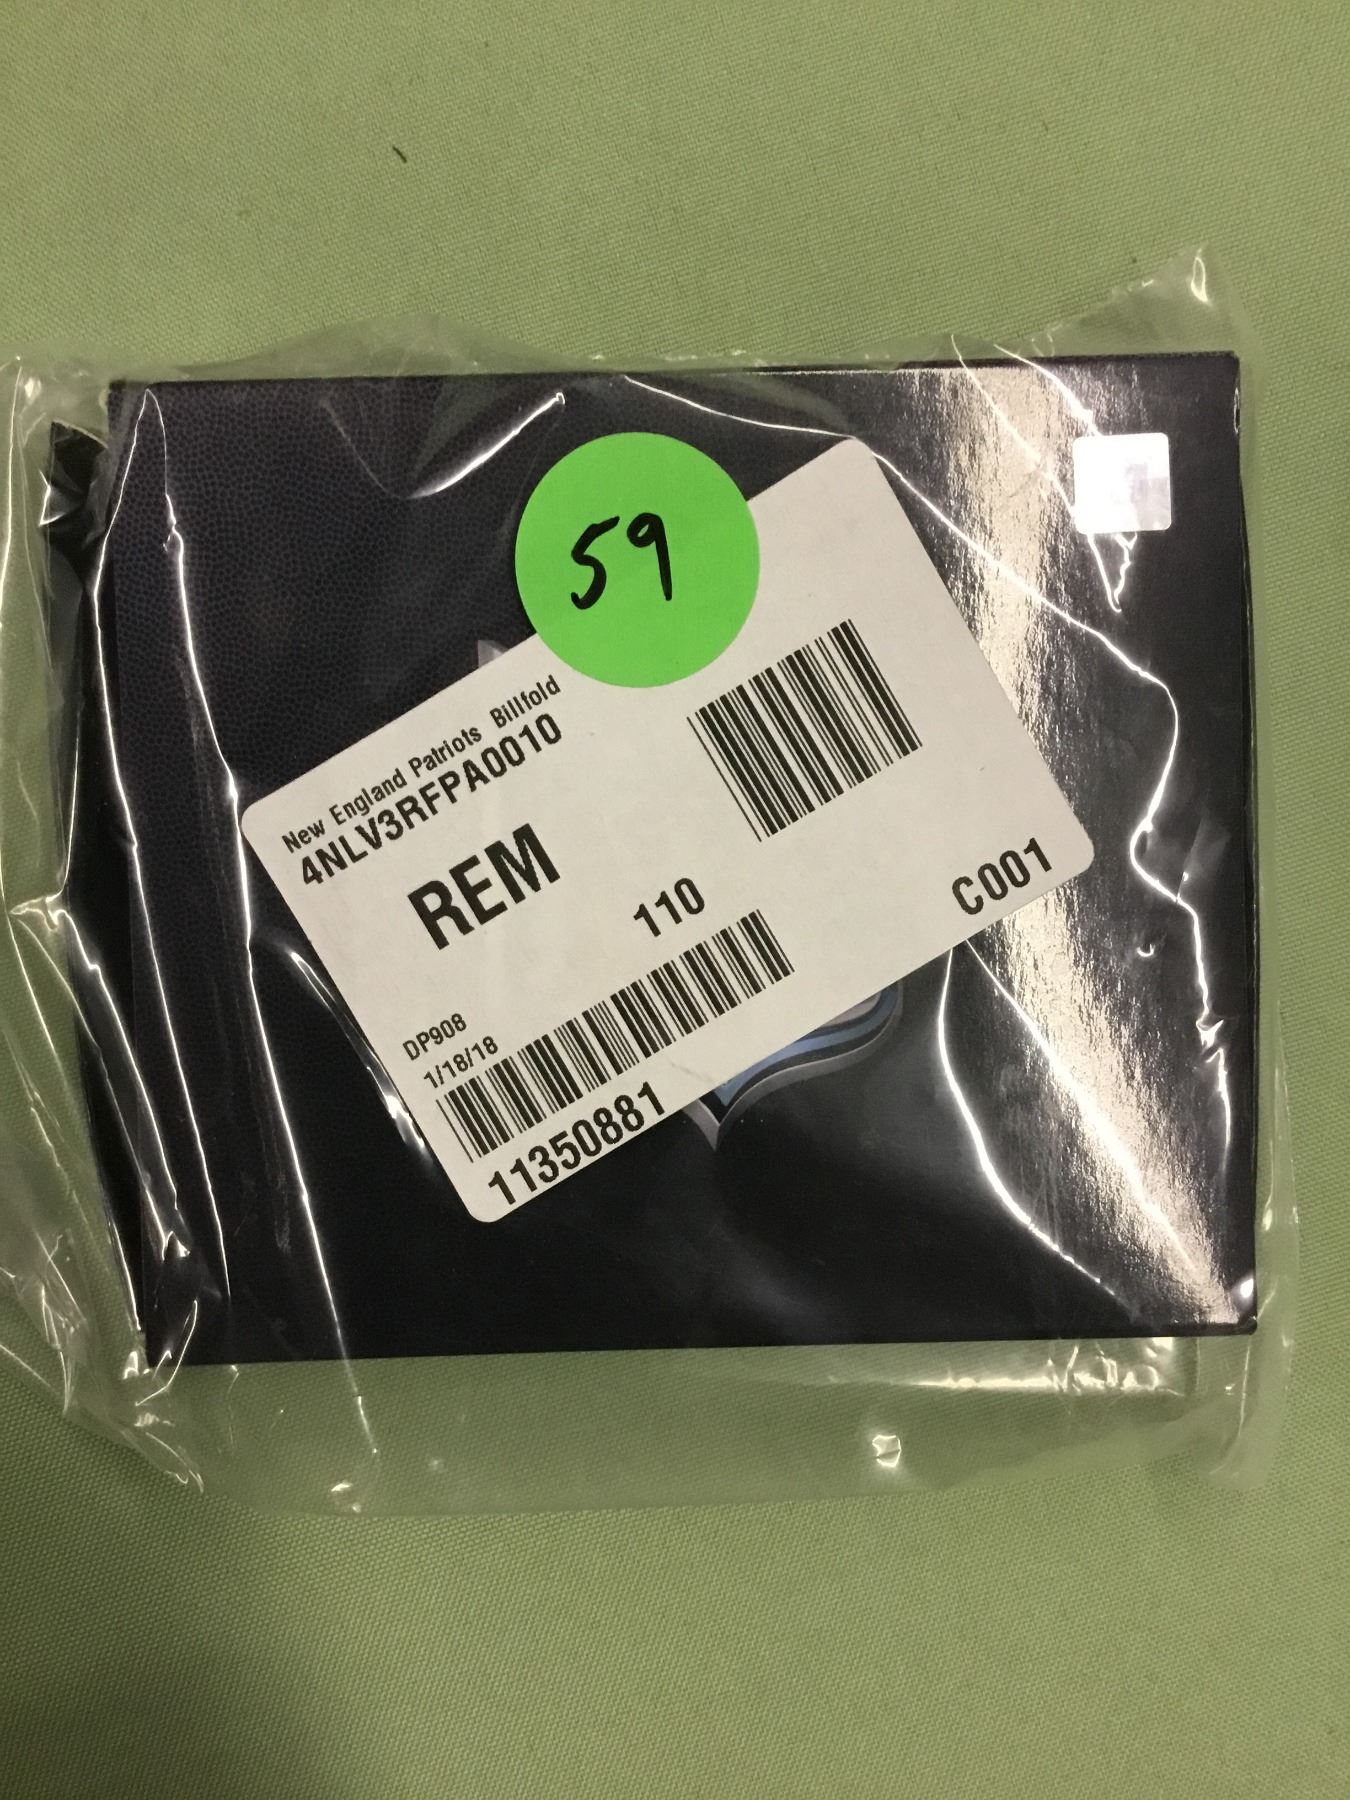 59
New England Patriots Billfold
4NLV3RFPA0010
REM
110
C001
DP908
1/18/18
11350881